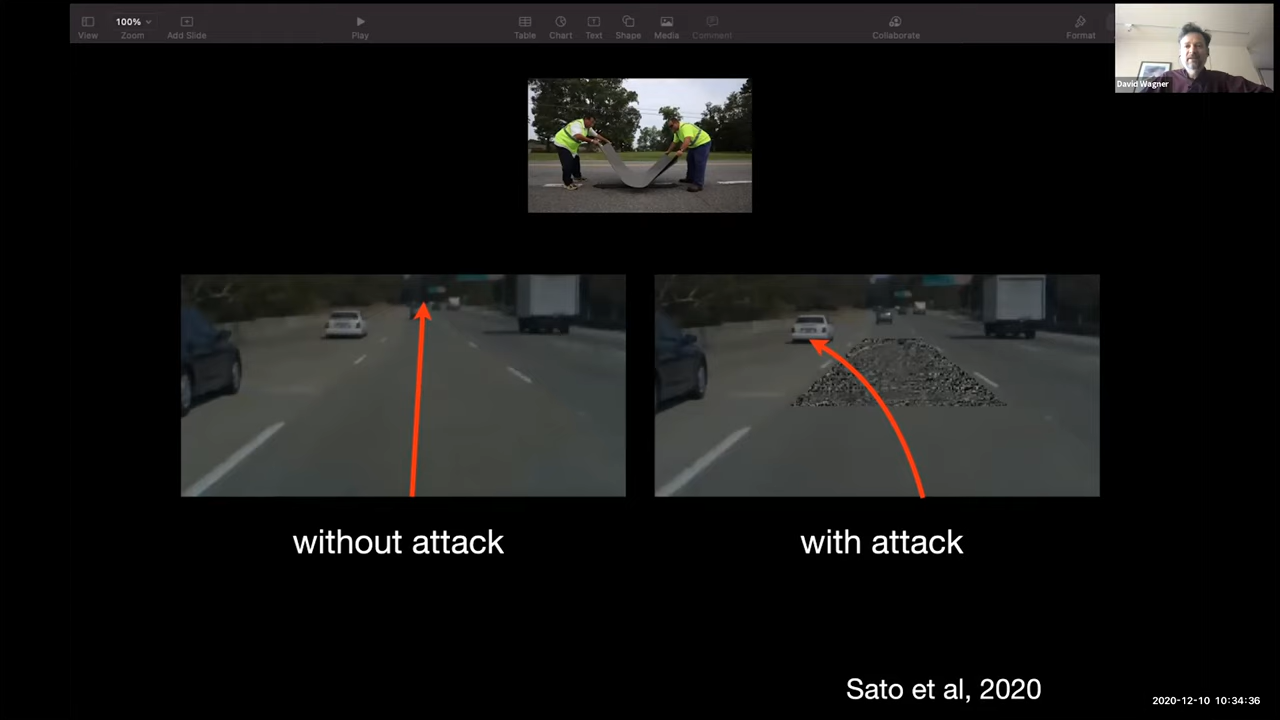 100%
View
Zoom
Add Slide
Play
Table
Chart
Text
Shape
Media
Comment
Collaborate
Format
David Wagner
without attack
with attack
Sato et al, 2020
2020-12-10 10:34:36